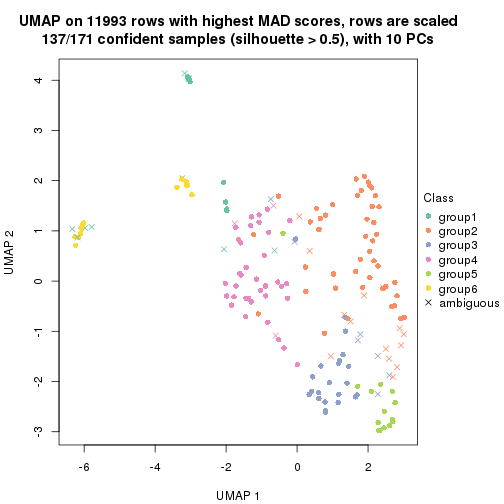 UMAP on 11993 rows with highest MAD scores, rows are scaled
137/171 confident samples (silhouette > 0.5), with 10 PCs
UMAP 2
4
3
2
1
0
-1
-2
-3
-6
-4
-2
0
2
UMAP 1
Class
group1
group2
group3
group4
group5
group6
ambiguous